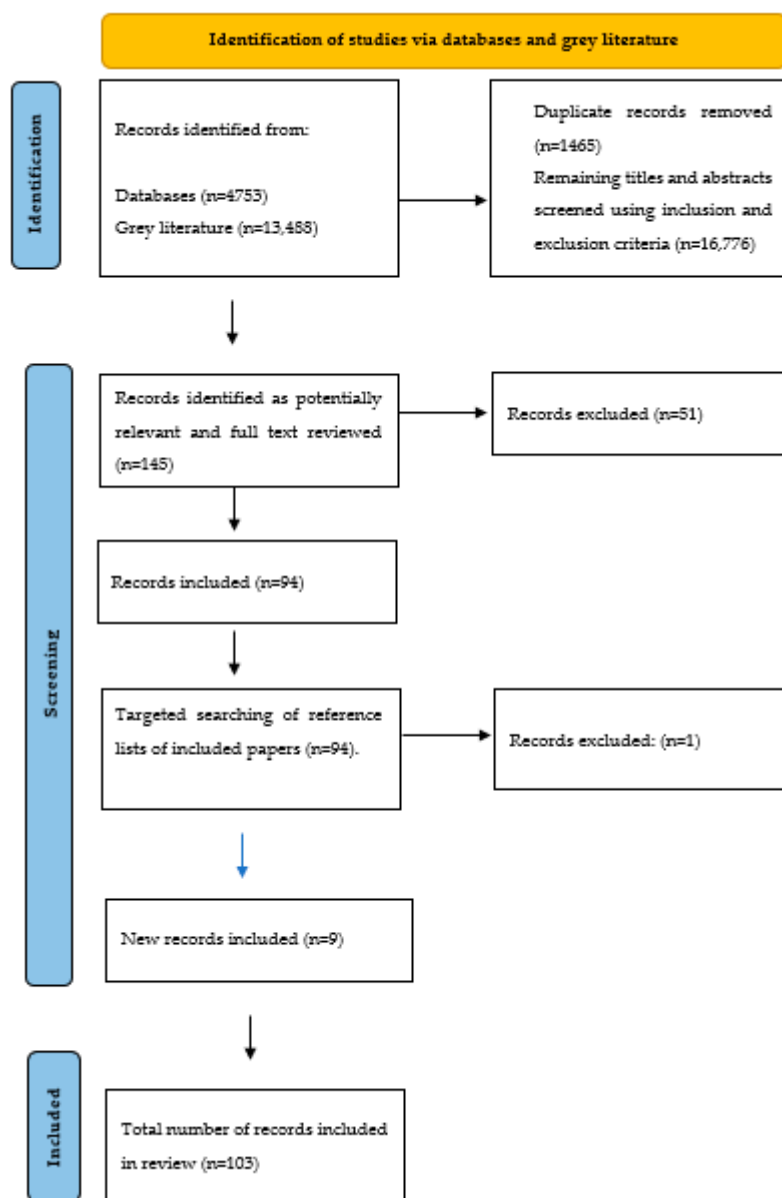 Identification of studies via databases and grey literature
Identification
Records identified from:
Databases (n=4753)
Grey literature (n=13,488)
Duplicate records removed
(n=1465)
Remaining titles and abstracts
screened using inclusion and
exclusion criteria (n=16,776)
Screening
Records identified as potentially
relevant and full text reviewed
(n=145)
Records excluded (n=51)
Records included (n=94)
Targeted searching of reference
lists of included papers (n=94).
Records excluded: (n=1)
New records included (n=9)
Included
Total number of records included
in review (n=103)